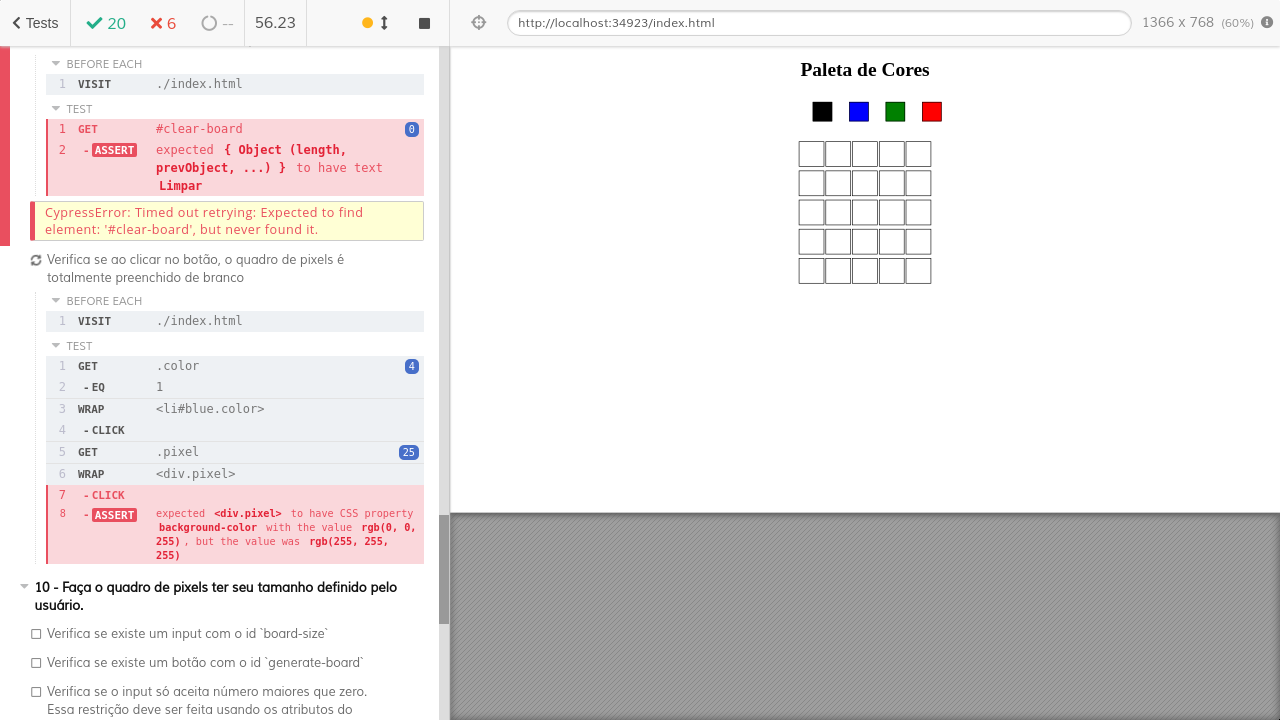 Tests
20
6
--
56.23
http://localhost:34923/index.html
1366 x 768 (60%)
BEFORE EACH
1 VISIT ./index.html
TEST
1 GET #clear-board 0
2 - ASSERT expected { Object (length,
prevObject, ...) } to have text
Limpar
CypressError: Timed out retrying: Expected to find
element: '#clear-board', but never found it.
Verifica se ao clicar no botão, o quadro de pixels é
totalmente preenchido de branco
BEFORE EACH
1 VISIT ./index.html
TEST
1 GET .color 4
2 - EQ 1
3 WRAP <li#blue.color>
4 - CLICK
5 GET .pixel 25
6 WRAP <div.pixel>
7 - CLICK
8 - ASSERT expected <div.pixel> to have CSS property
background-color with the value rgb(0, 0,
255) , but the value was rgb(255, 255,
255)
10 - Faça o quadro de pixels ter seu tamanho definido pelo
usuário.
Verifica se existe um input com o id `board-size`
Verifica se existe um botão com o id `generate-board`
Verifica se o input só aceita número maiores que zero.
Essa restrição deve ser feita usando os atributos do
Paleta de Cores